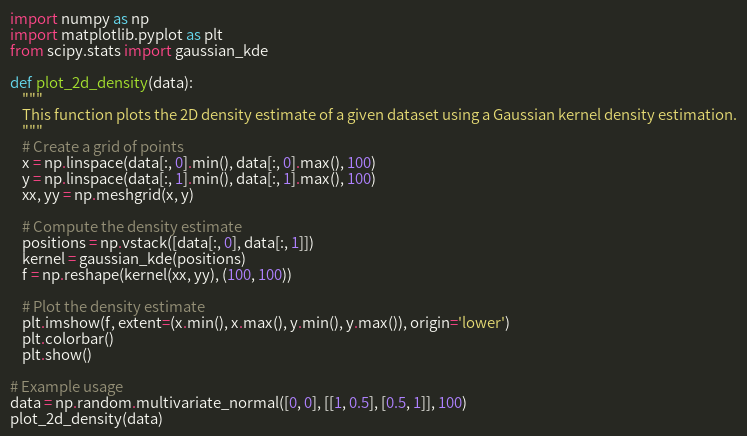 import numpy as np
import matplotlib.pyplot as plt
from scipy.stats import gaussian_kde

def plot_2d_density(data):
    """
    This function plots the 2D density estimate of a given dataset using a Gaussian kernel density estimation.
    """
    # Create a grid of points
    x = np.linspace(data[:, 0].min(), data[:, 0].max(), 100)
    y = np.linspace(data[:, 1].min(), data[:, 1].max(), 100)
    xx, yy = np.meshgrid(x, y)

    # Compute the density estimate
    positions = np.vstack([data[:, 0], data[:, 1]])
    kernel = gaussian_kde(positions)
    f = np.reshape(kernel(xx, yy), (100, 100))

    # Plot the density estimate
    plt.imshow(f, extent=(x.min(), x.max(), y.min(), y.max()), origin='lower')
    plt.colorbar()
    plt.show()

# Example usage
data = np.random.multivariate_normal([0, 0], [[1, 0.5], [0.5, 1]], 100)
plot_2d_density(data)